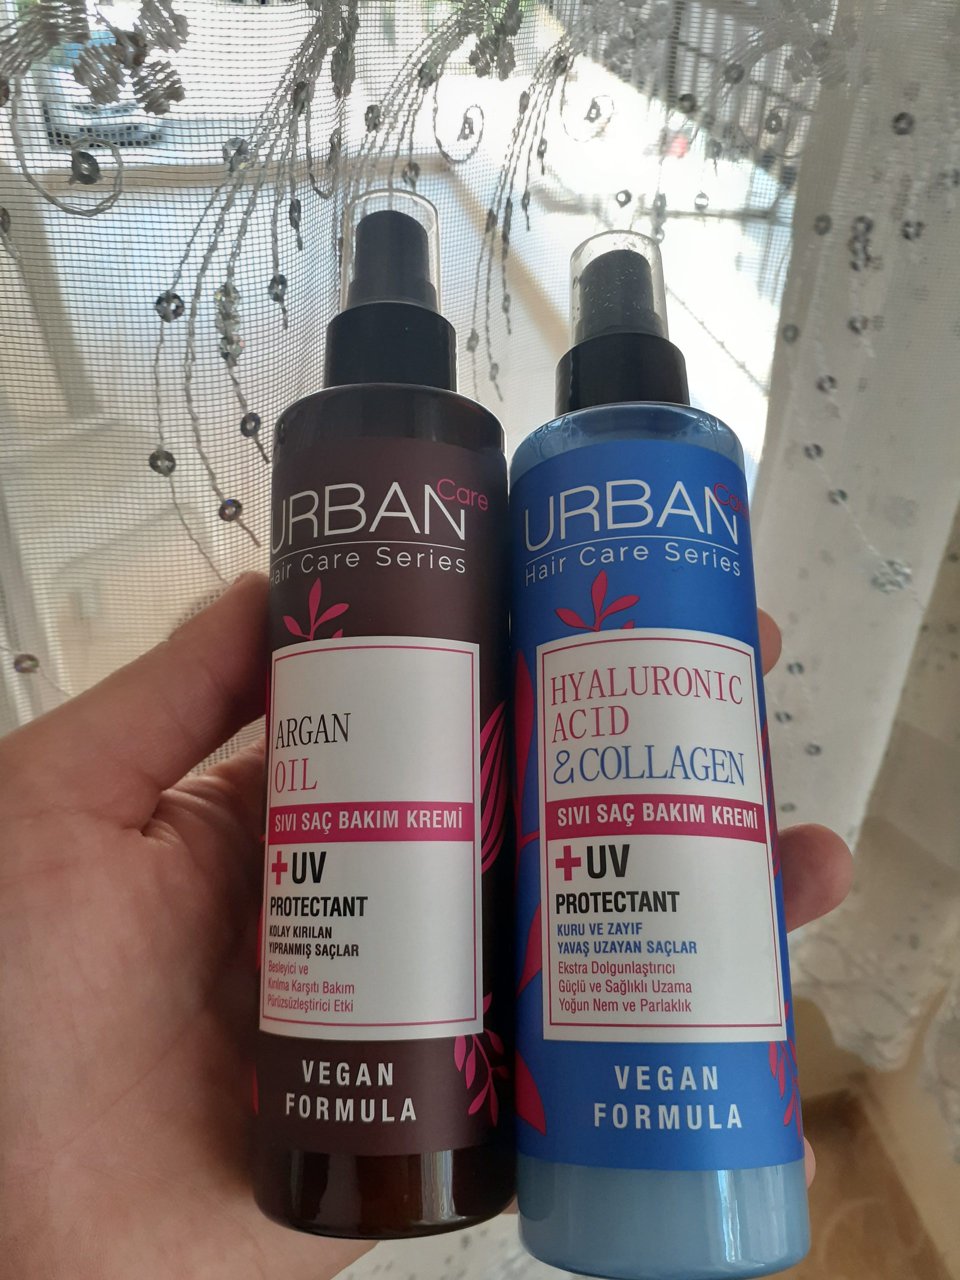 URBAN Care
Hair Care Series
ARGAN
OIL
SIVI SAÇ BAKIM KREMİ
+UV
PROTECTANT
KOLAY KIRILAN
YIPRANMIŞ SAÇLAR
Besleyici ve
Kırılma Karşıtı Bakım
Pürüzsüzleştirici Etki
VEGAN
FORMULA
URBAN Care
Hair Care Series
HYALURONIC
ACID
& COLLAGEN
SIVI SAÇ BAKIM KREMİ
+UV
PROTECTANT
KURU VE ZAYIF
YAVAŞ UZAYAN SAÇLAR
Ekstra Dolgunlaştırıcı
Güçlü ve Sağlıklı Uzama
Yoğun Nem ve Parlaklık
VEGAN
FORMULA